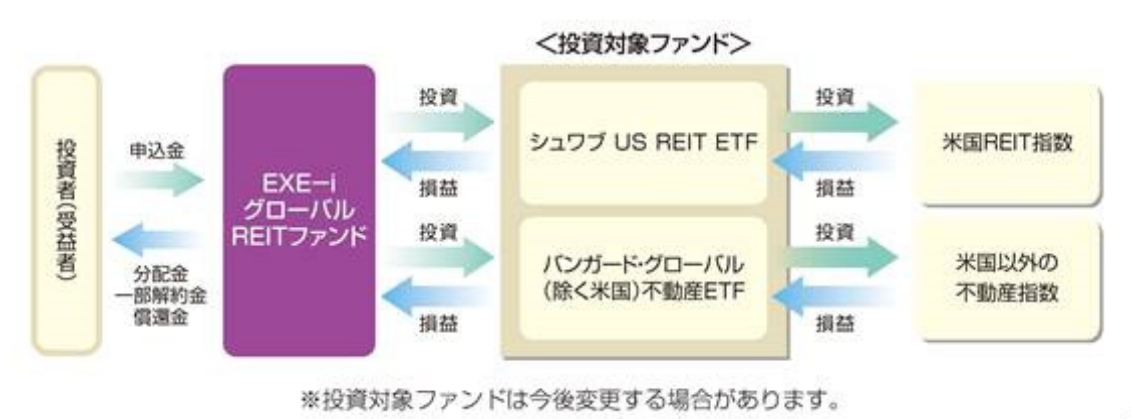 <投資対象ファンド>
投資者(受益者)
申込金
分配金
一部解約金
償還金
EXE-i
グローバル
REITファンド
投資
損益
投資
損益
シュワブ US REIT ETF
バンガード・グローバル
(除く米国)不動産ETF
投資
損益
投資
損益
米国REIT指数
米国以外の
不動産指数
※投資対象ファンドは今後変更する場合があります。